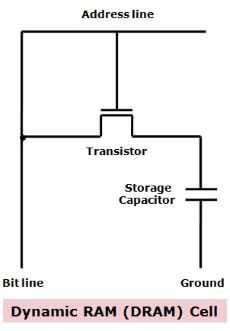 Address line
Transistor
Storage
Capacitor
Bit line
Ground
Dynamic RAM (DRAM) Cell